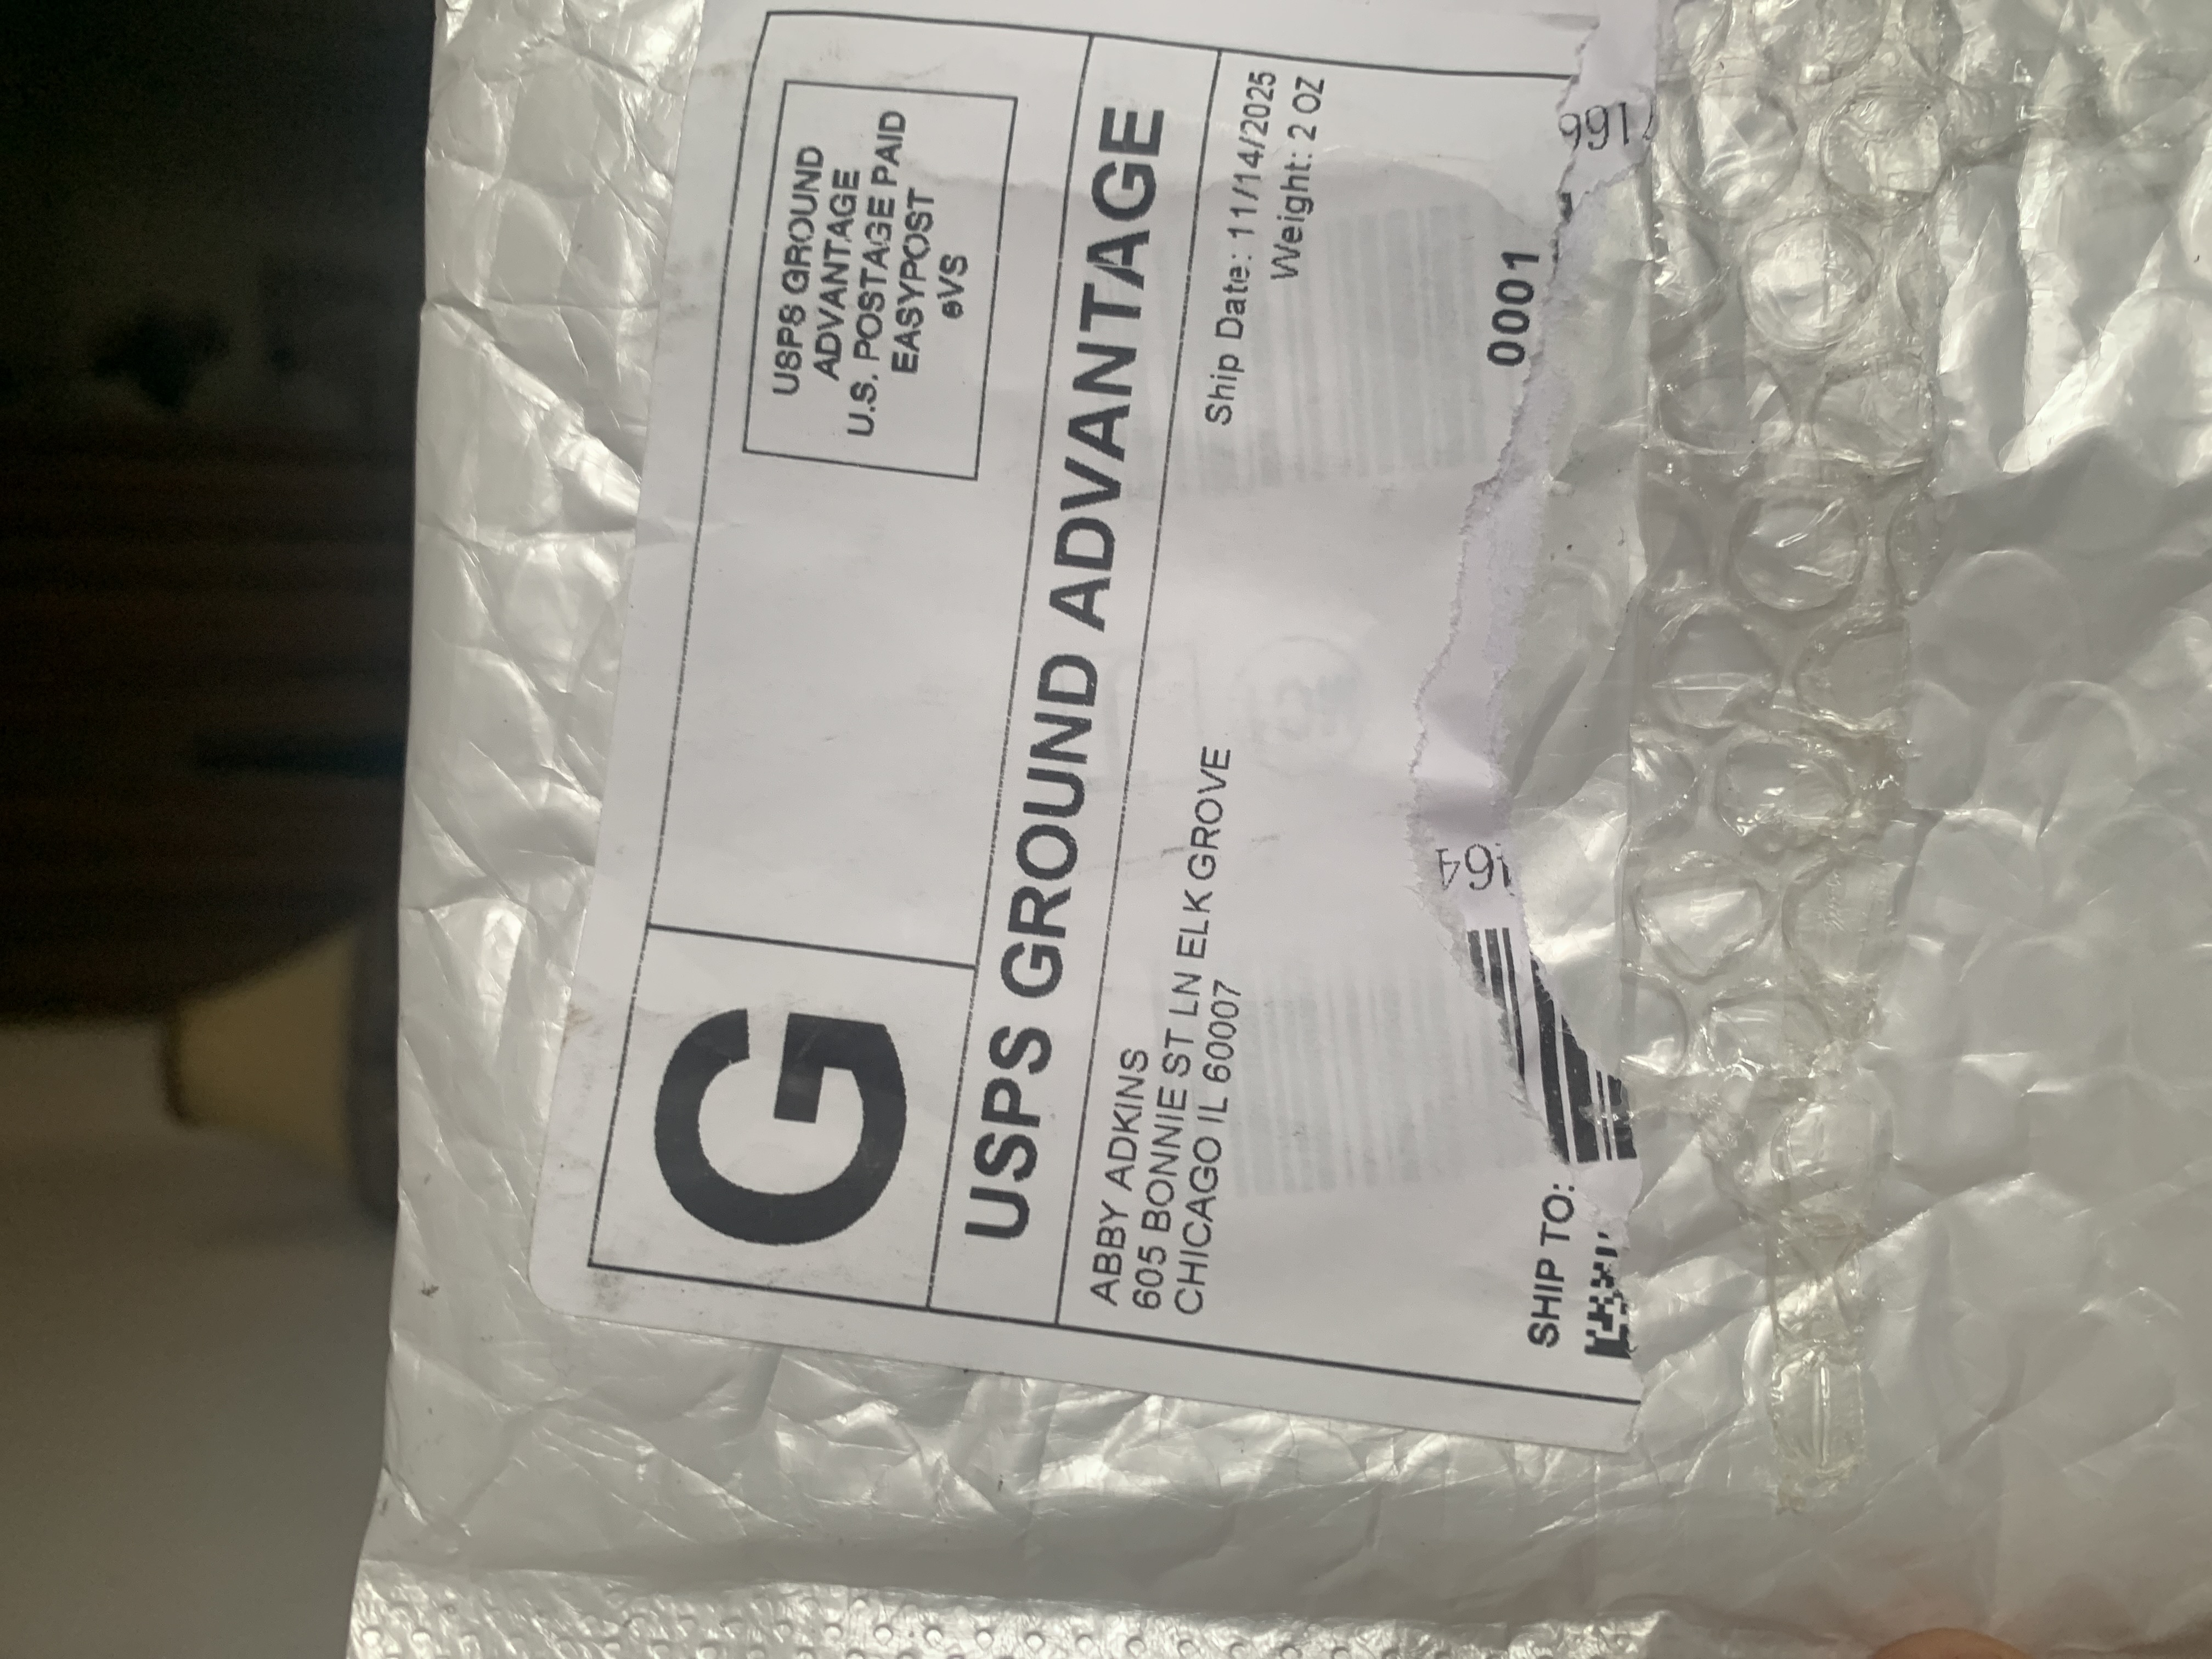 G
USPS GROUND
ADVANTAGE
U.S. POSTAGE PAID
EASYPOST
eVS
USPS GROUND ADVANTAGE
ABBY ADKINS
605 BONNIE ST LN ELK GROVE
CHICAGO IL 60007
Ship Date: 11/14/2025
Weight: 2 OZ
0001
SHIP TO: